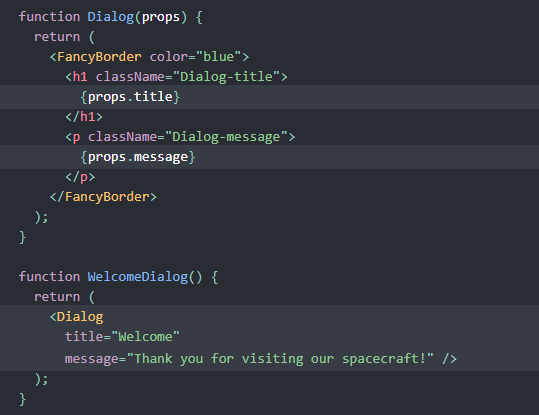 function Dialog(props) {
  return (
    <FancyBorder color="blue">
      <h1 className="Dialog-title">
        {props.title}
      </h1>
      <p className="Dialog-message">
        {props.message}
      </p>
    </FancyBorder>
  );
}

function WelcomeDialog() {
  return (
    <Dialog
      title="Welcome"
      message="Thank you for visiting our spacecraft!" />
  );
}